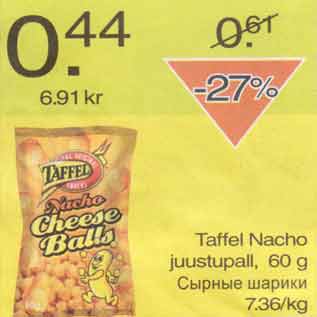 0.44
0.61
6.91 kr
-27%
TAFFEL
SNACKS
Nacho
Cheese
Balls
Taffel Nacho
juustupall, 60 g
Сырные шарики
7.36/kg